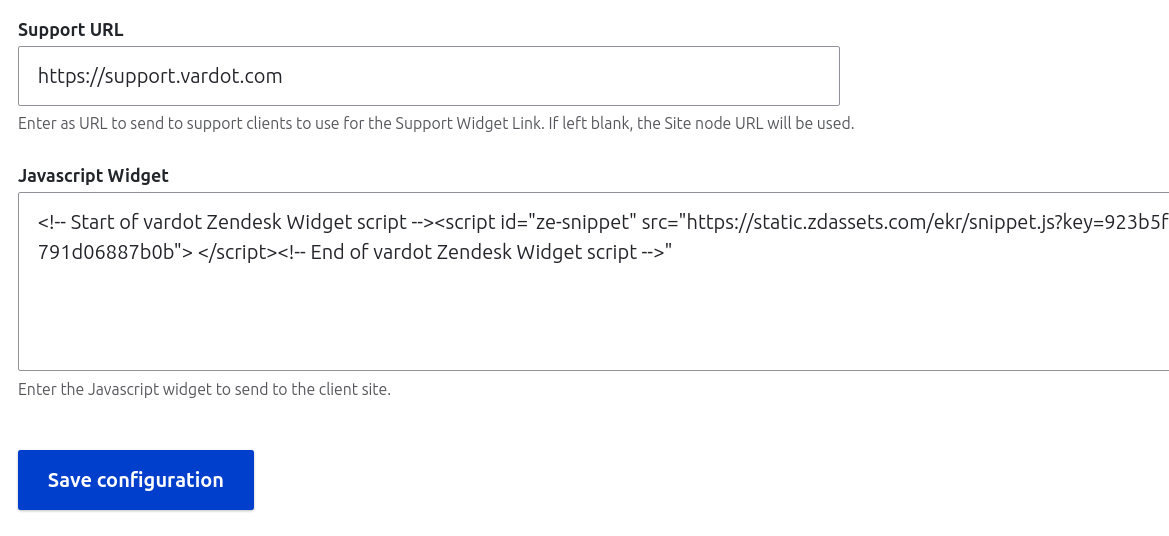 Support URL
https://support.vardot.com
Enter as URL to send to support clients to use for the Support Widget Link. If left blank, the Site node URL will be used.
Javascript Widget
<!-- Start of vardot Zendesk Widget script --><script id="ze-snippet" src="https://static.zdassets.com/ekr/snippet.js?key=923b5f
791d06887b0b"> </script><!-- End of vardot Zendesk Widget script -->"
Enter the Javascript widget to send to the client site.
Save configuration